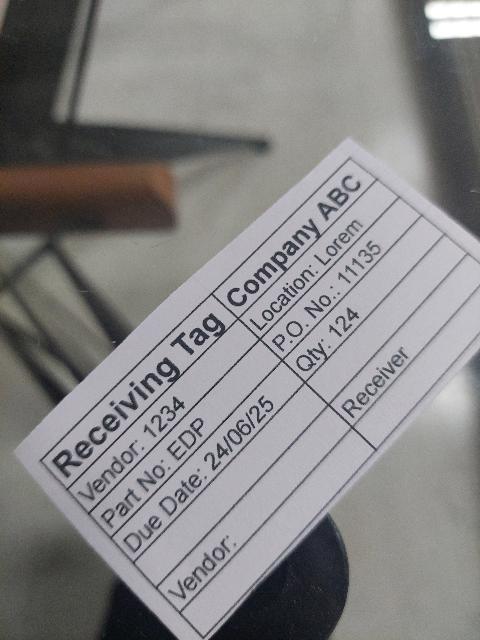 Receiving Tag Company ABC
Vendor: 1234 Location: Lorem
Part No: EDP P.O. No.: 11135
Due Date: 24/06/25 Qty: 124
Vendor: Receiver